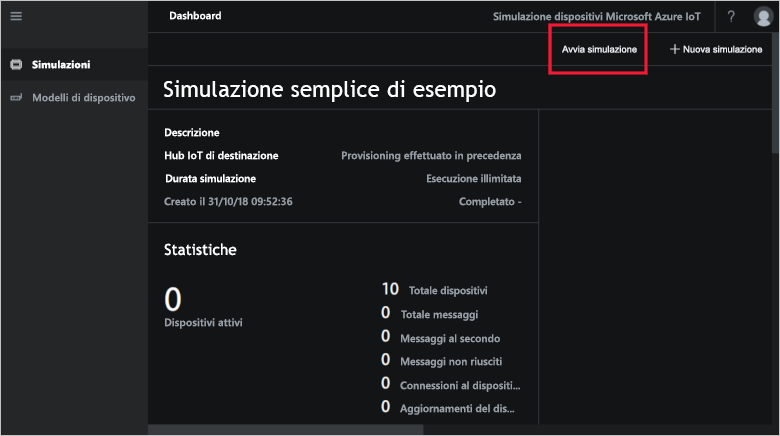 Dashboard
Simulazione dispositivi Microsoft Azure IoT
?
Avvia simulazione
Nuova simulazione
Simulazioni
Modelli di dispositivo
Simulazione semplice di esempio
Descrizione
Hub IoT di destinazione Provisioning effettuato in precedenza
Durata simulazione Esecuzione illimitata
Creato il 31/10/18 09:52:36 Completato -
Statistiche
0
Dispositivi attivi
10 Totale dispositivi
0 Totale messaggi
0 Messaggi al secondo
0 Messaggi non riusciti
0 Connessioni al dispositi...
0 Aggiornamenti del dis...